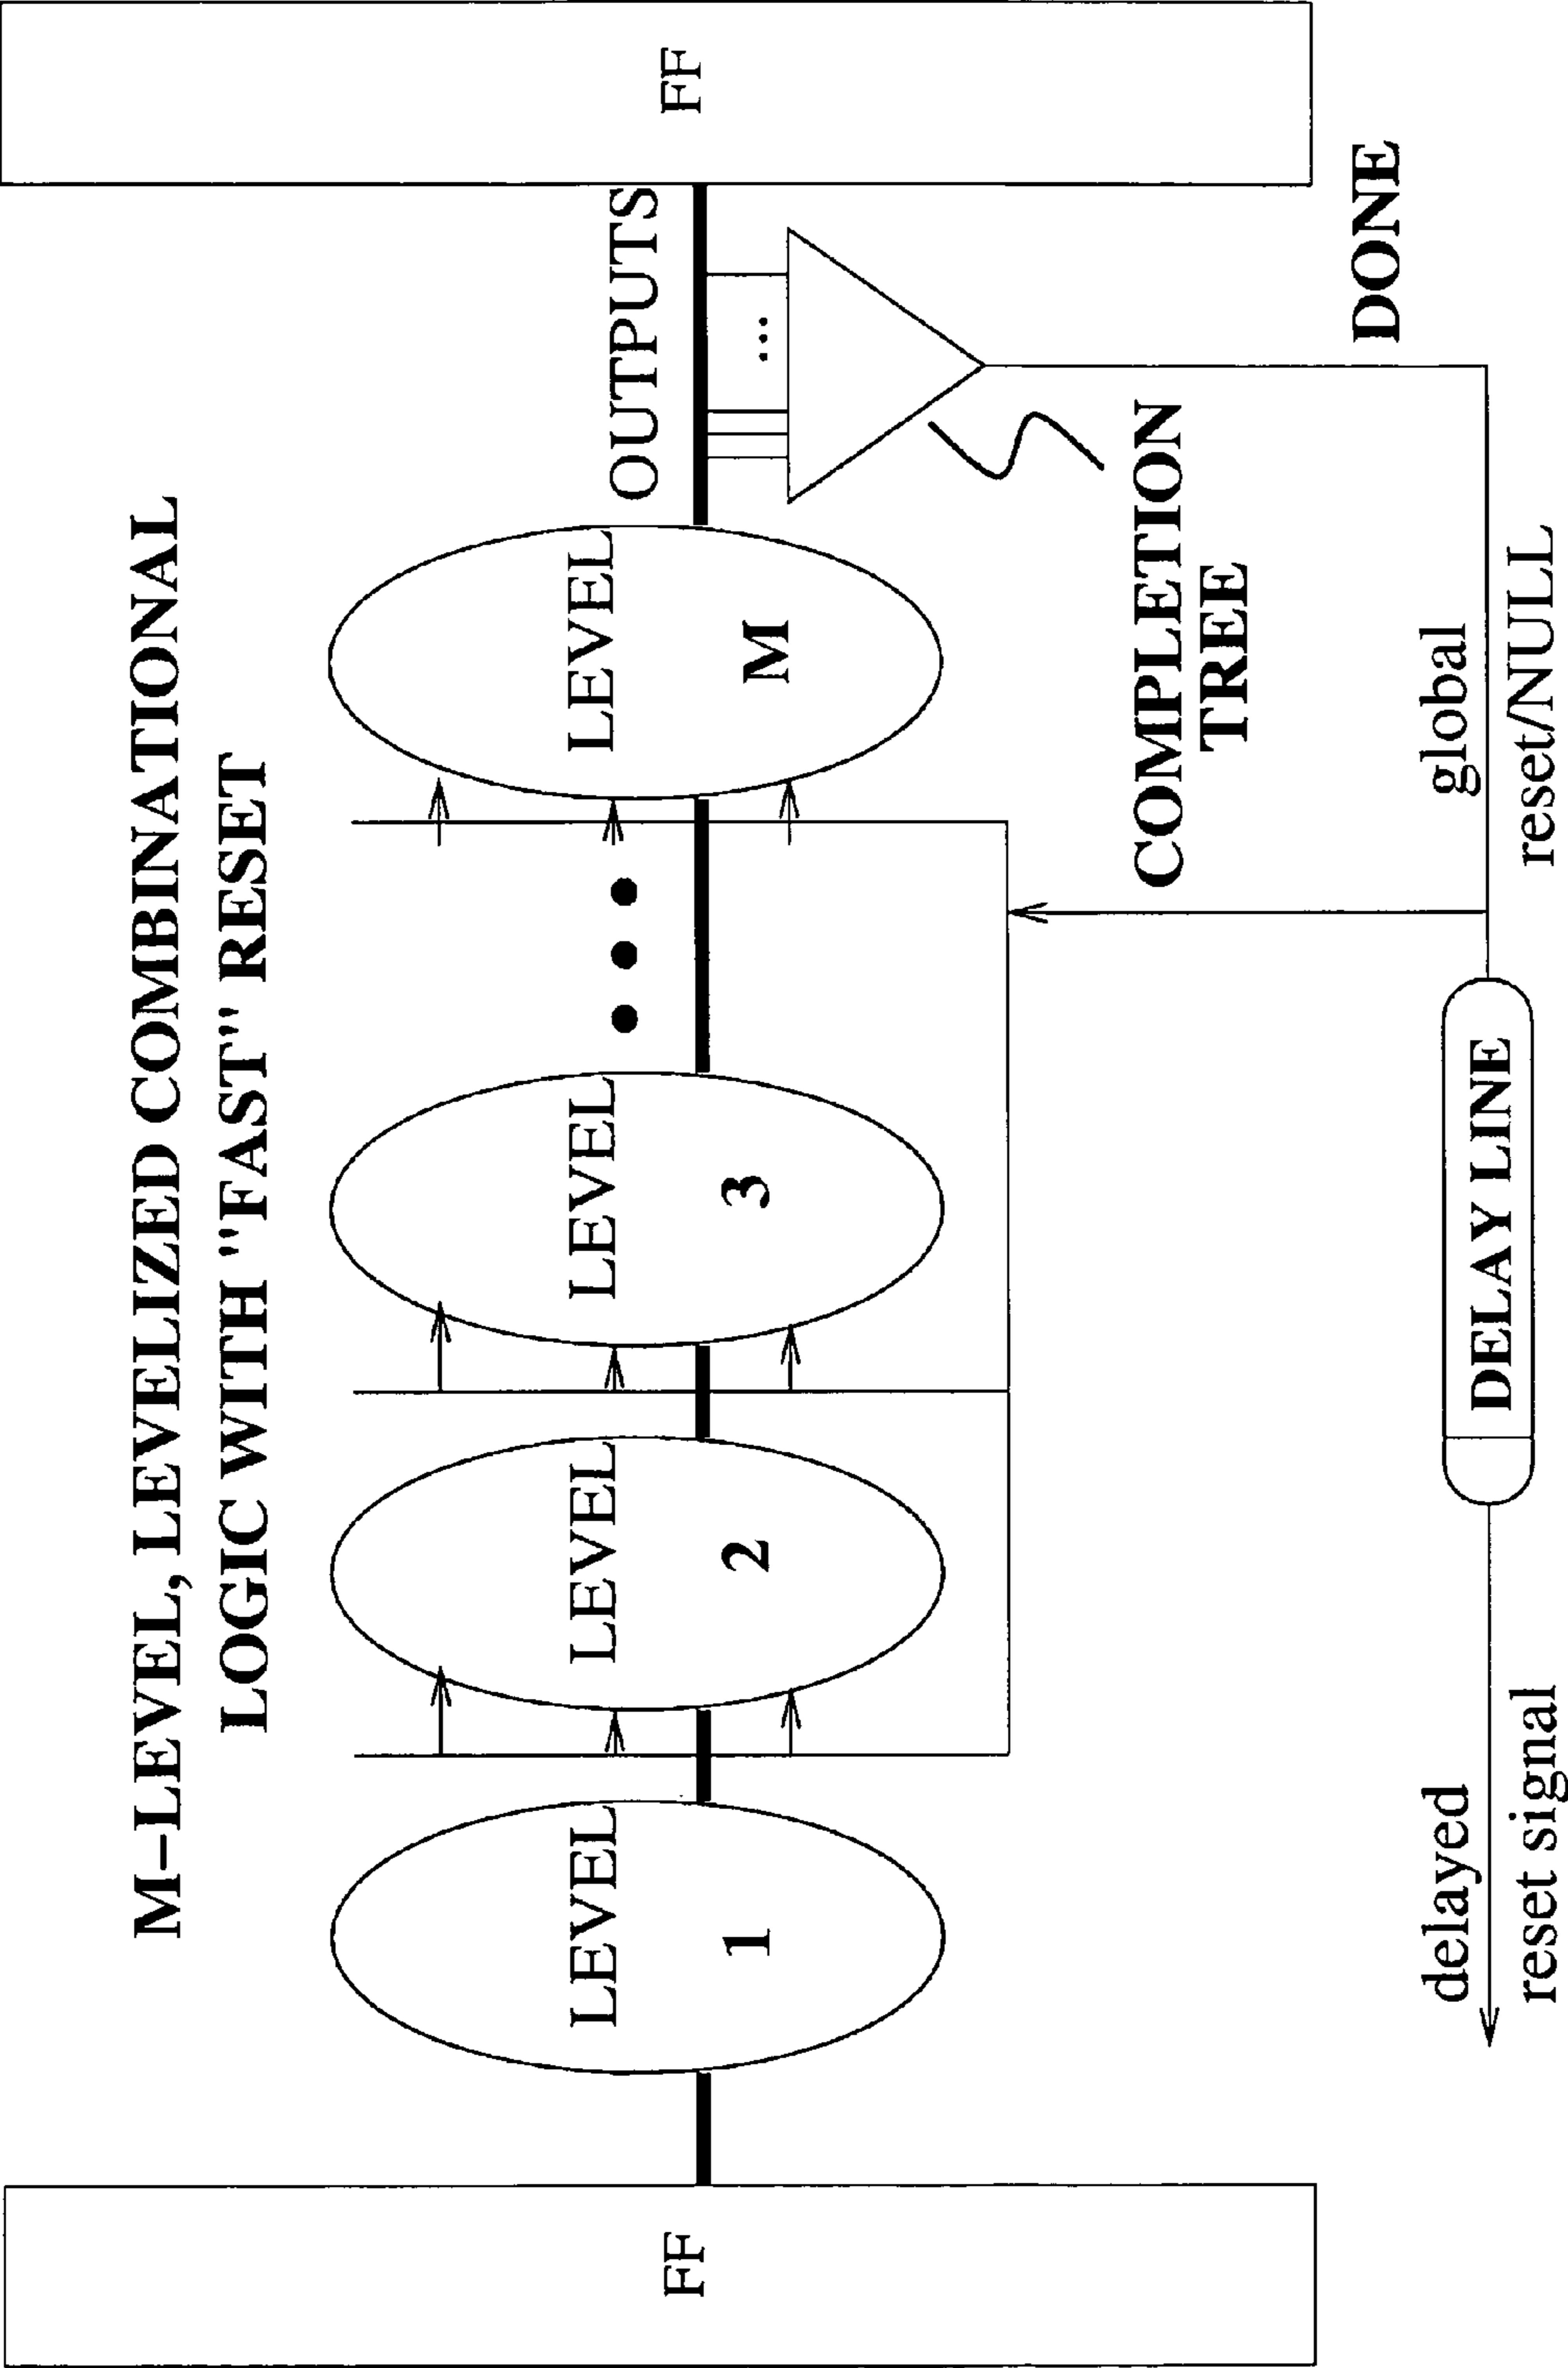 M–LEVEL, LEVELIZED COMBINATIONAL
LOGIC WITH "FAST" RESET
FF
LEVEL
1
LEVEL
2
LEVEL
3
LEVEL
M
OUTPUTS
...
FF
COMPLETION
TREE
DONE
delayed
reset signal
DELAY LINE
global
reset/NULL